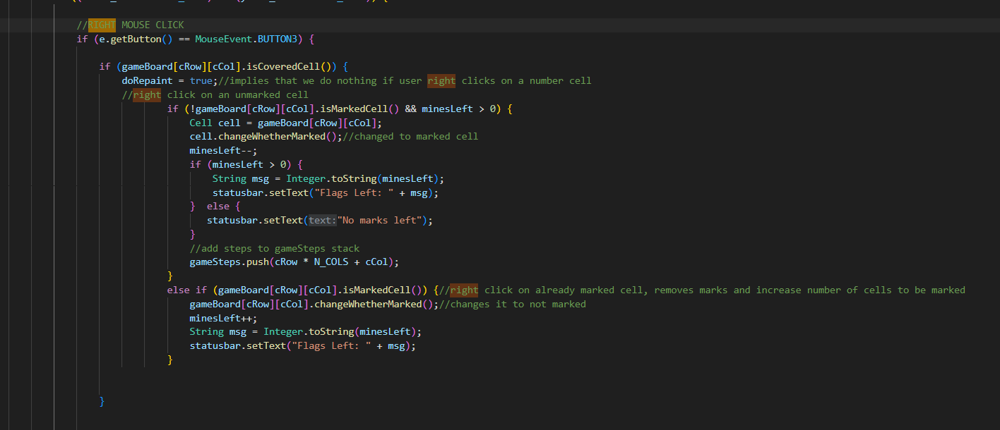 //RIGHT MOUSE CLICK
if (e.getButton() == MouseEvent.BUTTON3) {
if (gameBoard[cRow][cCol].isCoveredCell()) {
doRepaint = true;//implies that we do nothing if user right clicks on a number cell
//right click on an unmarked cell
if (!gameBoard[cRow][cCol].isMarkedCell() && minesLeft > 0) {
Cell cell = gameBoard[cRow][cCol];
cell.changeWhetherMarked();//changed to marked cell
minesLeft--;
if (minesLeft > 0) {
String msg = Integer.toString(minesLeft);
statusbar.setText("Flags Left: " + msg);
}  else {
statusbar.setText(text:"No marks left");
}
//add steps to gameSteps stack
gameSteps.push(cRow * N_COLS + cCol);
}
else if (gameBoard[cRow][cCol].isMarkedCell()) {//right click on already marked cell, removes marks and increase number of cells to be marked
gameBoard[cRow][cCol].changeWhetherMarked();//changes it to not marked
minesLeft++;
String msg = Integer.toString(minesLeft);
statusbar.setText("Flags Left: " + msg);
}
}